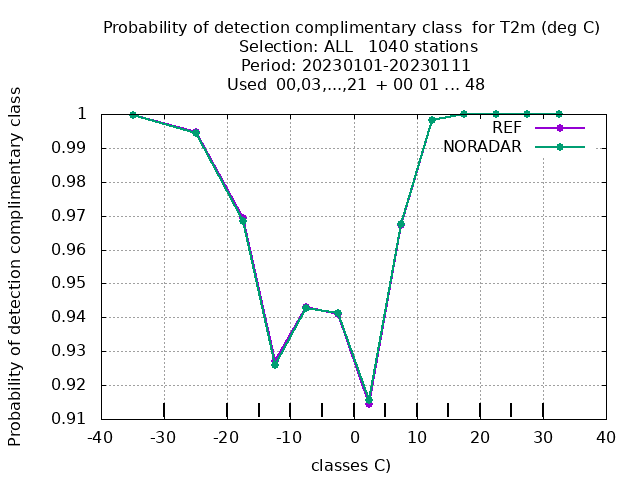 Probability of detection complimentary class for T2m (deg C)
Selection: ALL 1040 stations
Period: 20230101-20230111
Used 00,03,...,21 + 00 01 ... 48
Probability of detection complimentary class
1
0.99
0.98
0.97
0.96
0.95
0.94
0.93
0.92
0.91
REF
NORADAR
-40 -30 -20 -10 0 10 20 30 40
classes C)